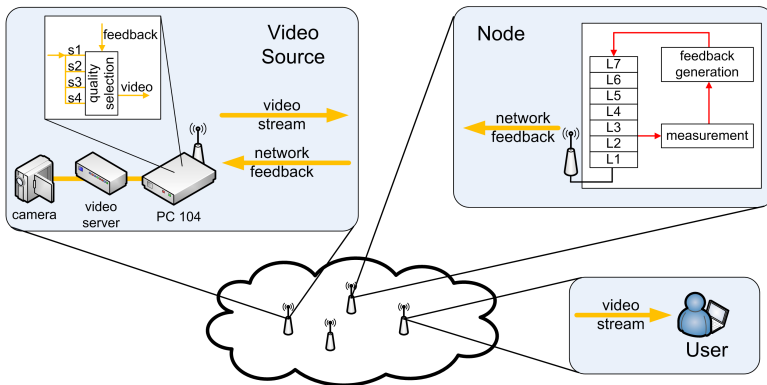 Video
Source
feedback
s1
s2
s3
s4
quality
selection
video
video
stream
network
feedback
camera
video
server
PC 104
Node
L7
L6
L5
L4
L3
L2
L1
feedback
generation
measurement
network
feedback
video
stream
User